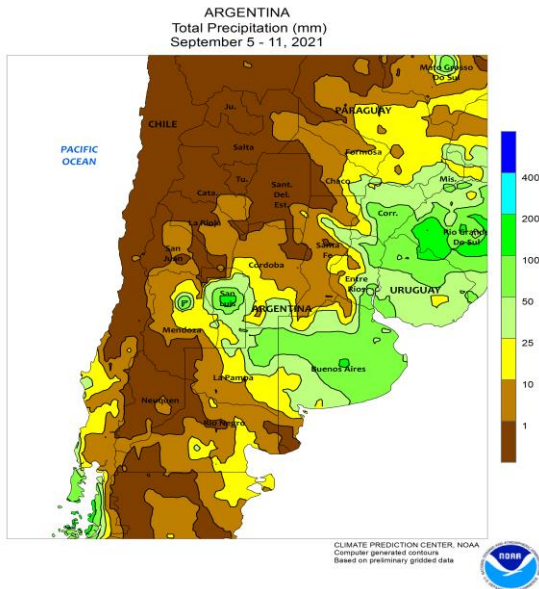 ARGENTINA
Total Precipitation (mm)
September 5 - 11, 2021
Mato Grosso
Do Sul
Ju.
PARAGUAY
CHILE
PACIFIC
OCEAN
Salta
Formosa
Tu.
Chaco
Mis.
Cata.
Sant.
Del.
Est.
Corr.
La Rioja
Rio Grande
Do Sul
San
Juan
Santa
Fe
Cordoba
Entre
Rios
URUGUAY
San
Luis
ARGENTINA
Mendoza
Buenos Aires
La Pampa
Neuquen
Rio Negro
400
200
100
50
25
10
1
CLIMATE PREDICTION CENTER, NOAA
Computer generated contours
Based on preliminary gridded data
NOAA